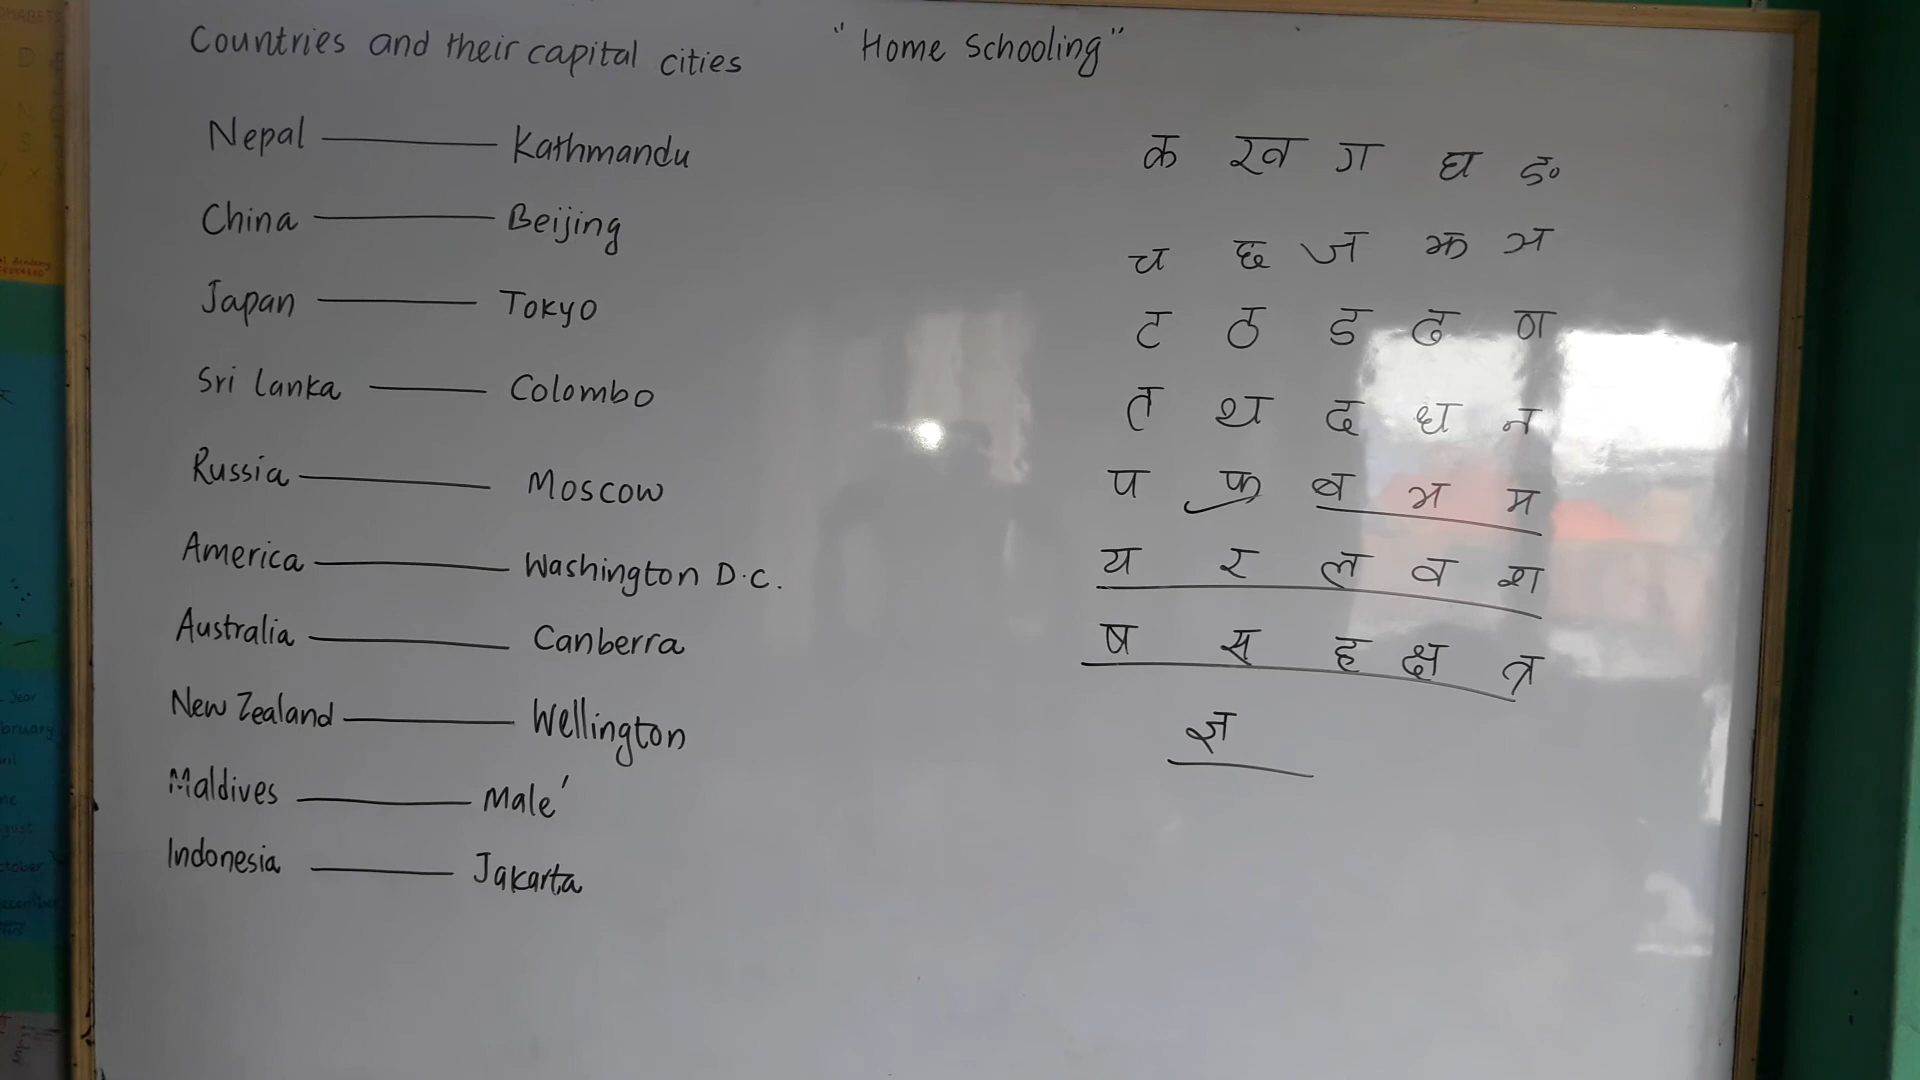 Countries and their capital cities
"Home Schooling"
Nepal — Kathmandu
China — Beijing
Japan — Tokyo
Sri Lanka — Colombo
Russia — Moscow
America — Washington D.C.
Australia — Canberra
New Zealand — Wellington
Maldives — Male'
Indonesia — Jakarta
क ख ग घ ङ
च छ ज झ ञ
ट ठ ड ढ ण
त थ द ध न
प फ ब भ म
य र ल व श
ष स ह क्ष त्र
ज्ञ